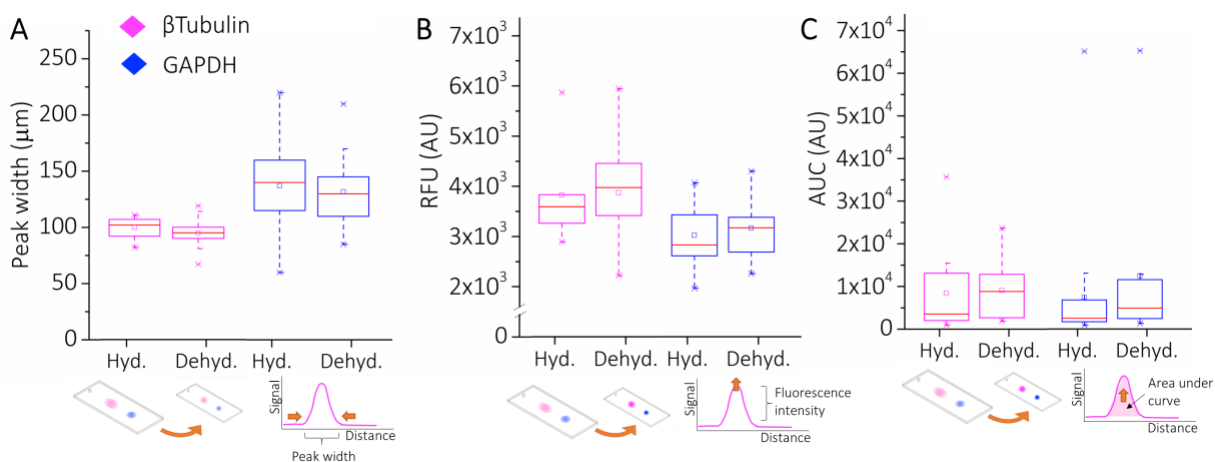 A
βTubulin
GAPDH
Peak width (μm)
250
225
200
150
100
50
0
Hyd. Dehyd. Hyd. Dehyd.
Signal
Distance
Peak width
B
RFU (AU)
7x10³
6x10³
5x10³
4x10³
3x10³
2x10³
0
Hyd. Dehyd. Hyd. Dehyd.
Signal
Fluorescence
intensity
Distance
C
AUC (AU)
7x10⁴
6x10⁴
5x10⁴
4x10⁴
3x10⁴
2x10⁴
1x10⁴
0
Hyd. Dehyd. Hyd. Dehyd.
Signal
Area under
curve
Distance